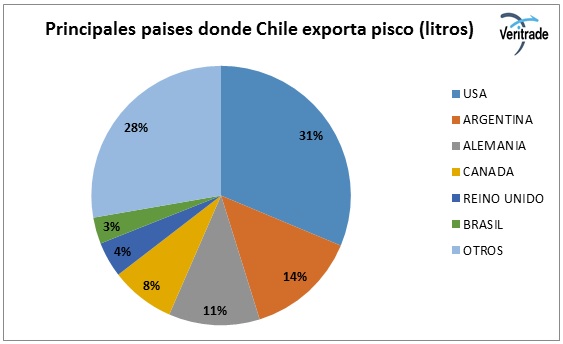 Principales paises donde Chile exporta pisco (litros)
Veritrade
28%
31%
3%
4%
8%
11%
14%
USA
ARGENTINA
ALEMANIA
CANADA
REINO UNIDO
BRASIL
OTROS